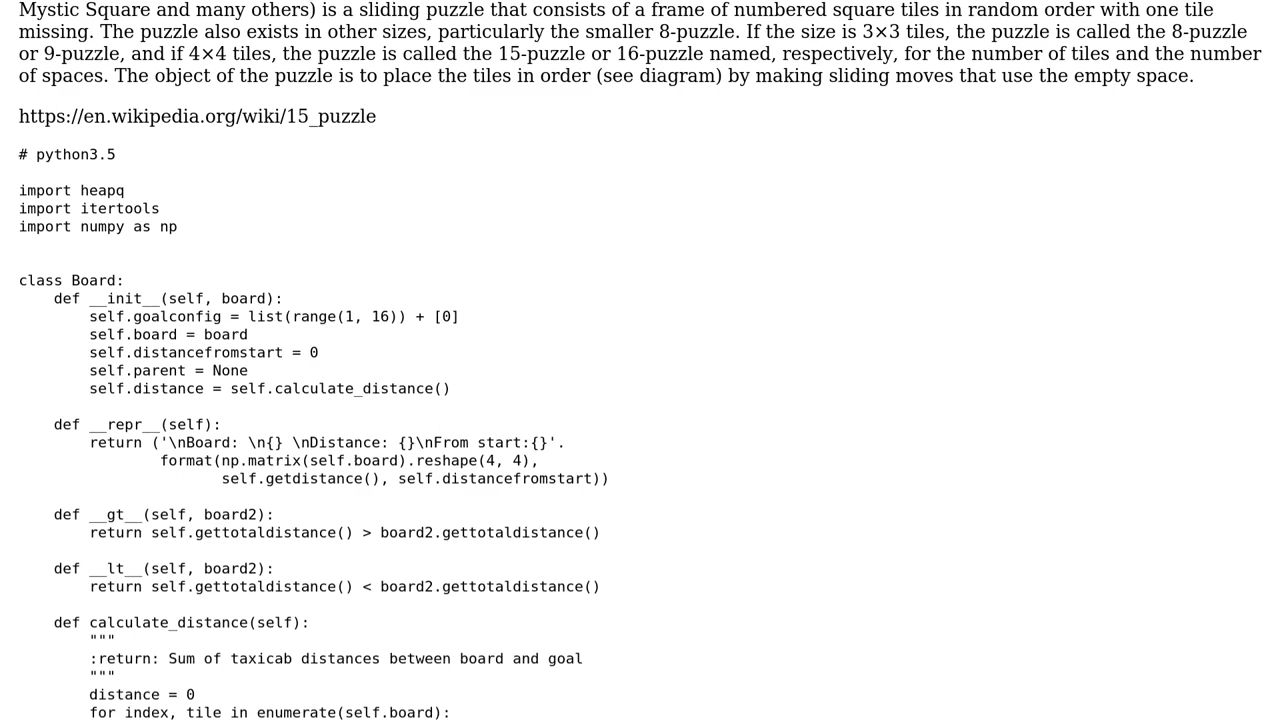 Mystic Square and many others) is a sliding puzzle that consists of a frame of numbered square tiles in random order with one tile
missing. The puzzle also exists in other sizes, particularly the smaller 8-puzzle. If the size is 3×3 tiles, the puzzle is called the 8-puzzle
or 9-puzzle, and if 4×4 tiles, the puzzle is called the 15-puzzle or 16-puzzle named, respectively, for the number of tiles and the number
of spaces. The object of the puzzle is to place the tiles in order (see diagram) by making sliding moves that use the empty space.

https://en.wikipedia.org/wiki/15_puzzle

# python3.5

import heapq
import itertools
import numpy as np


class Board:
    def __init__(self, board):
        self.goalconfig = list(range(1, 16)) + [0]
        self.board = board
        self.distancefromstart = 0
        self.parent = None
        self.distance = self.calculate_distance()

    def __repr__(self):
        return ('\nBoard: \n{} \nDistance: {}\nFrom start:{}'.
                format(np.matrix(self.board).reshape(4, 4),
                       self.getdistance(), self.distancefromstart))

    def __gt__(self, board2):
        return self.gettotaldistance() > board2.gettotaldistance()

    def __lt__(self, board2):
        return self.gettotaldistance() < board2.gettotaldistance()

    def calculate_distance(self):
        """
        :return: Sum of taxicab distances between board and goal
        """
        distance = 0
        for index, tile in enumerate(self.board):